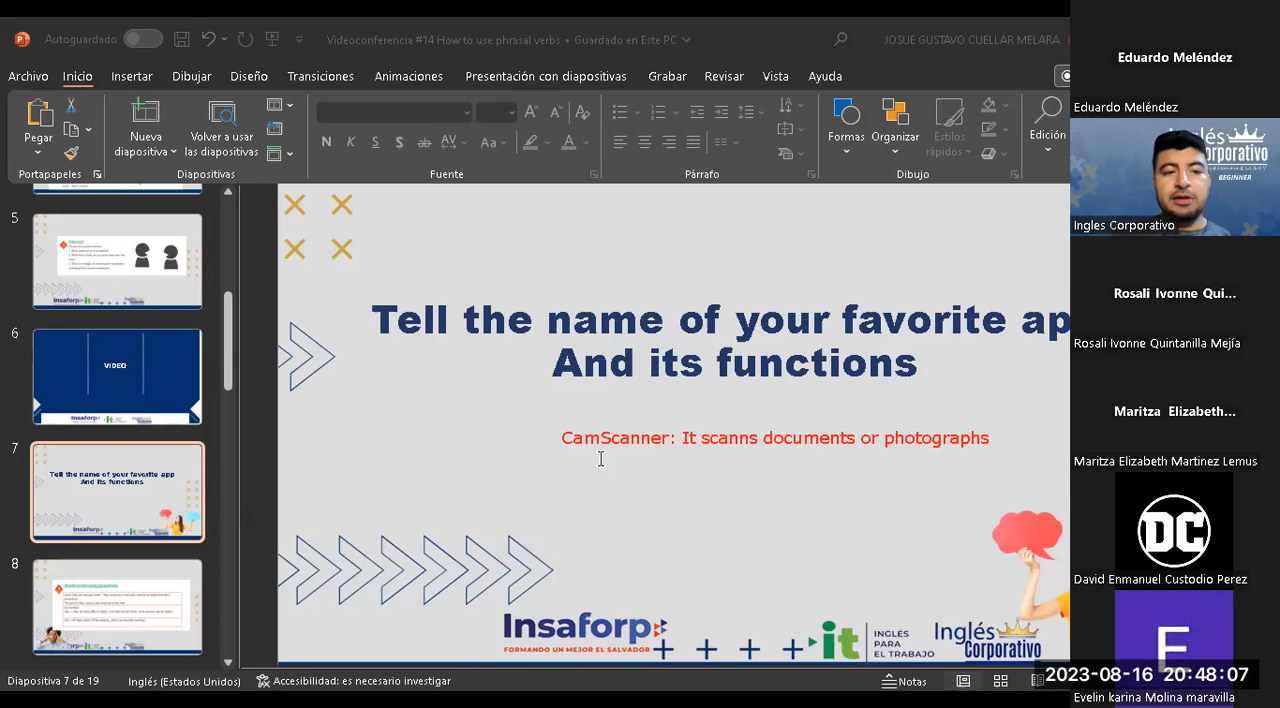 Autoguardado
Videoconferencia #14 How to use phrasal verbs • Guardado en Este PC
JOSUE GUSTAVO CUELLAR MELARA
Archivo Inicio Insertar Dibujar Diseño Transiciones Animaciones Presentación con diapositivas Grabar Revisar Vista Ayuda
Pegar
Nueva diapositiva
Volver a usar las diapositivas
Formas
Organizar
Estilos rápidos
Edición
Portapapeles
Diapositivas
Fuente
Párrafo
Dibujo
5
6
VIDEO
7
Tell the name of your favorite app
And its functions
8
Tell the name of your favorite ap
And its functions
CamScanner: It scanns documents or photographs
Insaforp
FORMANDO UN MEJOR EL SALVADOR
it
INGLÉS
PARA
EL TRABAJO
Inglés
Corporativo
Diapositiva 7 de 19
Inglés (Estados Unidos)
Accesibilidad: es necesario investigar
Notas
Eduardo Meléndez
Eduardo Meléndez
BEGINNER
Ingles Corporativo
Rosali Ivonne Qui...
Rosali Ivonne Quintanilla Mejía
Maritza Elizabeth...
Maritza Elizabeth Martinez Lemus
DC
David Enmanuel Custodio Perez
E
2023-08-16 20:48:07
Evelin karina Molina maravilla